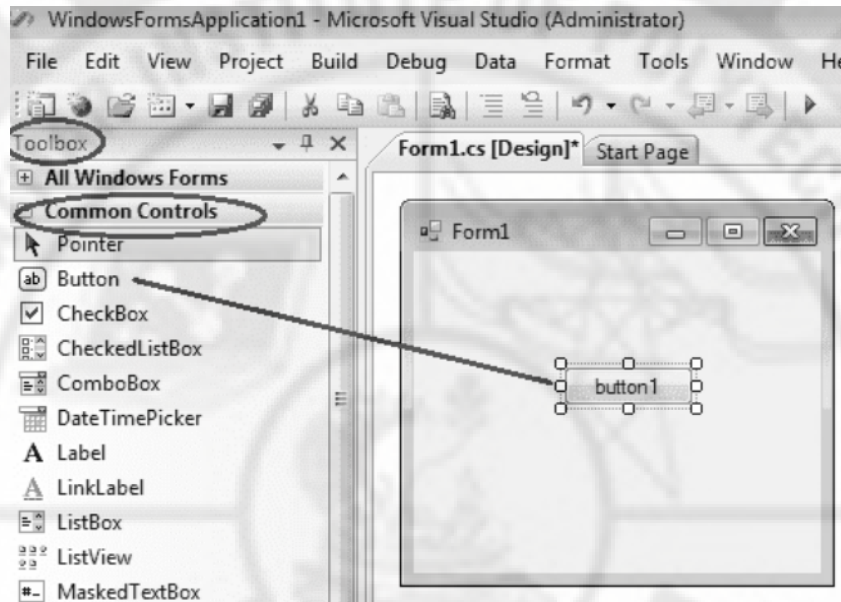 WindowsFormsApplication1 - Microsoft Visual Studio (Administrator)
File Edit View Project Build Debug Data Format Tools Window He
Toolbox
Form1.cs [Design]* Start Page
All Windows Forms
Common Controls
Pointer
Button
CheckBox
CheckedListBox
ComboBox
DateTimePicker
Label
LinkLabel
ListBox
ListView
MaskedTextBox
Form1
button1